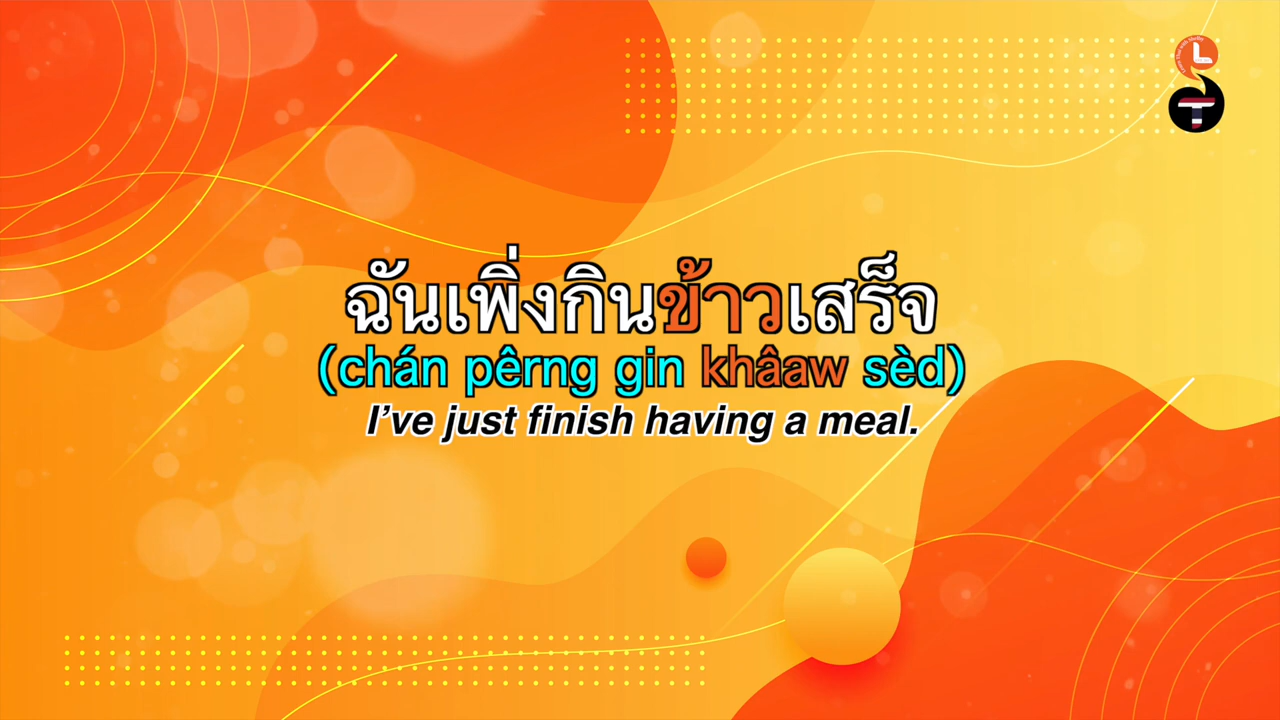 ฉันเพิ่งกินข้าวเสร็จ
(chán pêrng gin khâaw sèd)
I’ve just finish having a meal.